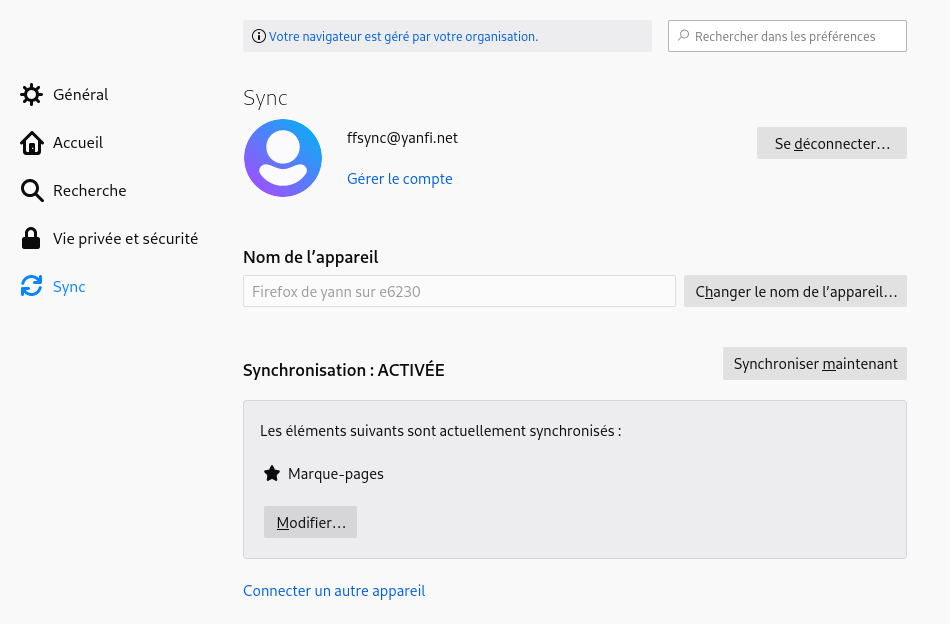 Votre navigateur est géré par votre organisation.
Rechercher dans les préférences
Général
Accueil
Recherche
Vie privée et sécurité
Sync
Sync
ffsync@yanfi.net
Se déconnecter…
Gérer le compte
Nom de l’appareil
Firefox de yann sur e6230
Changer le nom de l’appareil…
Synchronisation : ACTIVÉE
Synchroniser maintenant
Les éléments suivants sont actuellement synchronisés :
Marque-pages
Modifier…
Connecter un autre appareil